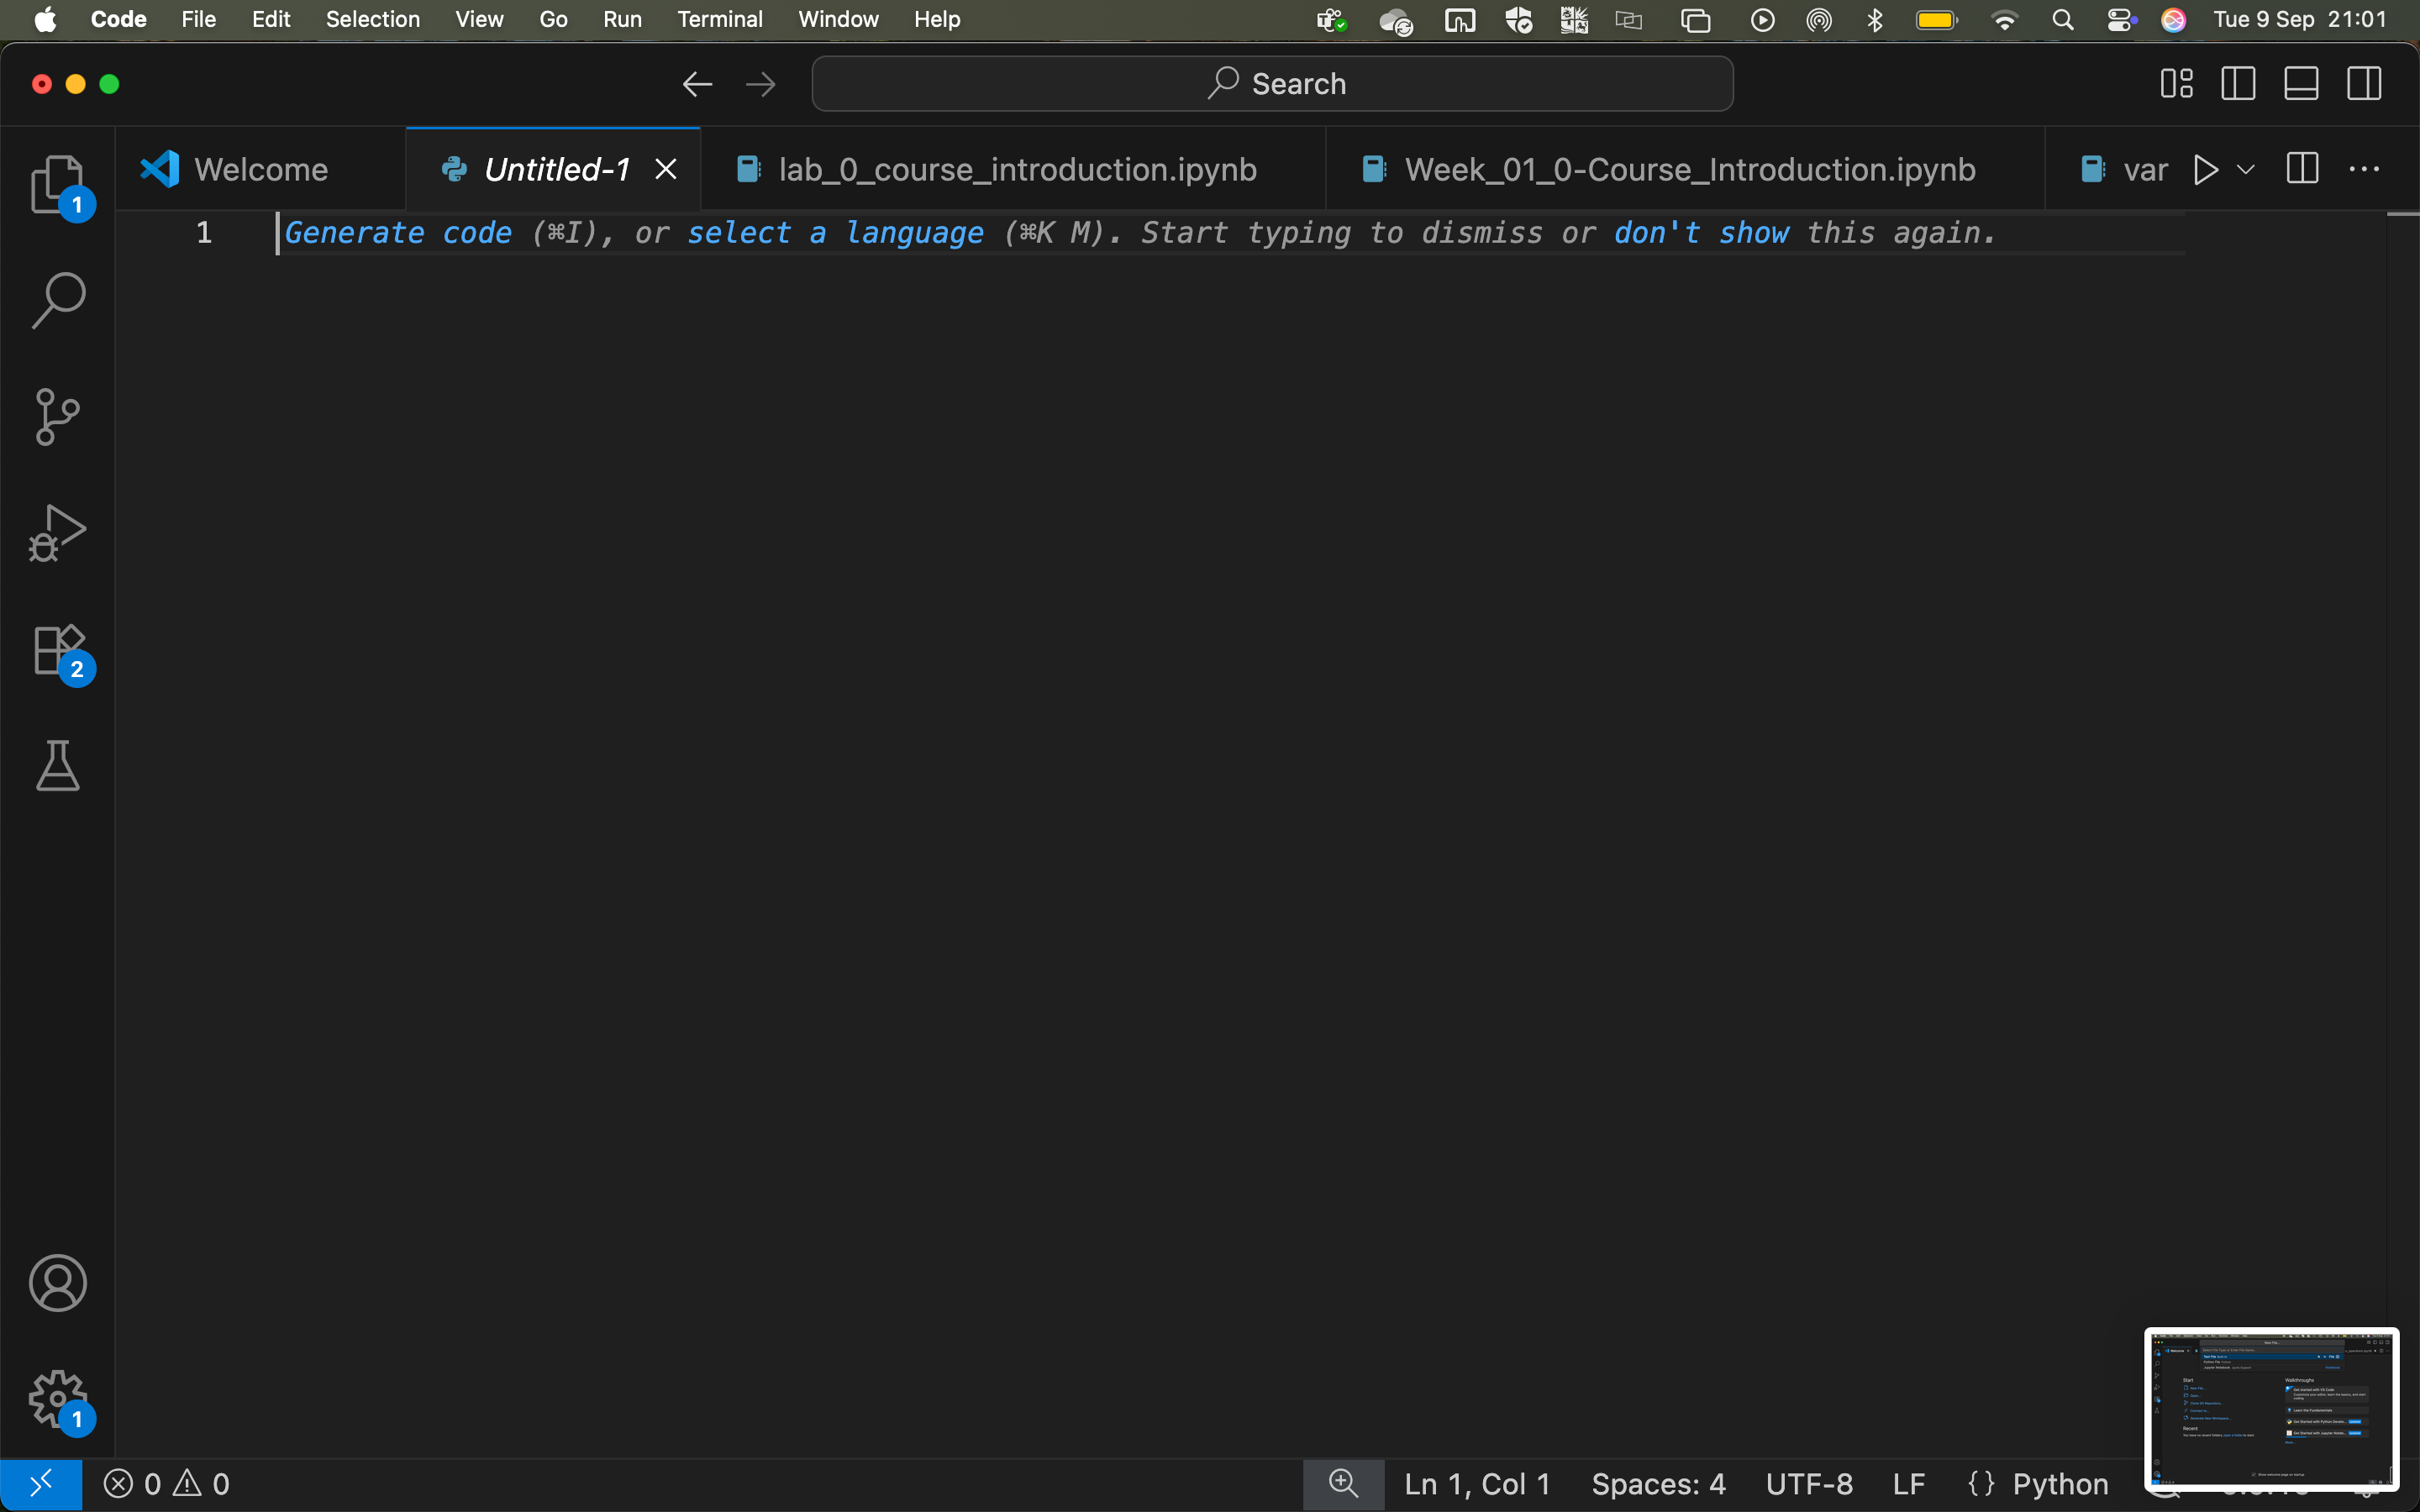 Code File Edit Selection View Go Run Terminal Window Help Tue 9 Sep 21:01
Search
Welcome Untitled-1 lab_0_course_introduction.ipynb Week_01_0-Course_Introduction.ipynb var
1 Generate code (⌘I), or select a language (⌘K M). Start typing to dismiss or don't show this again.
1
2
1
0 0 Ln 1, Col 1 Spaces: 4 UTF-8 LF {} Python